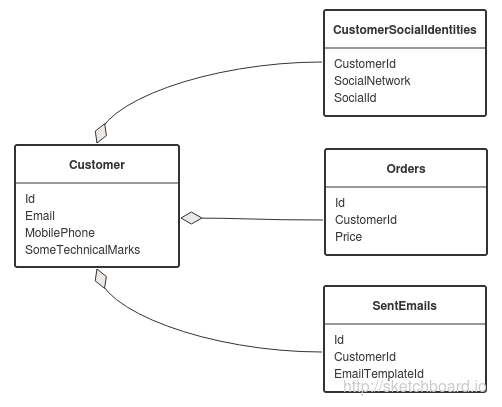 CustomerSocialIdentities
CustomerId
SocialNetwork
SocialId
Customer
Id
Email
MobilePhone
SomeTechnicalMarks
Orders
Id
CustomerId
Price
SentEmails
Id
CustomerId
EmailTemplateId
http://sketchboard.io